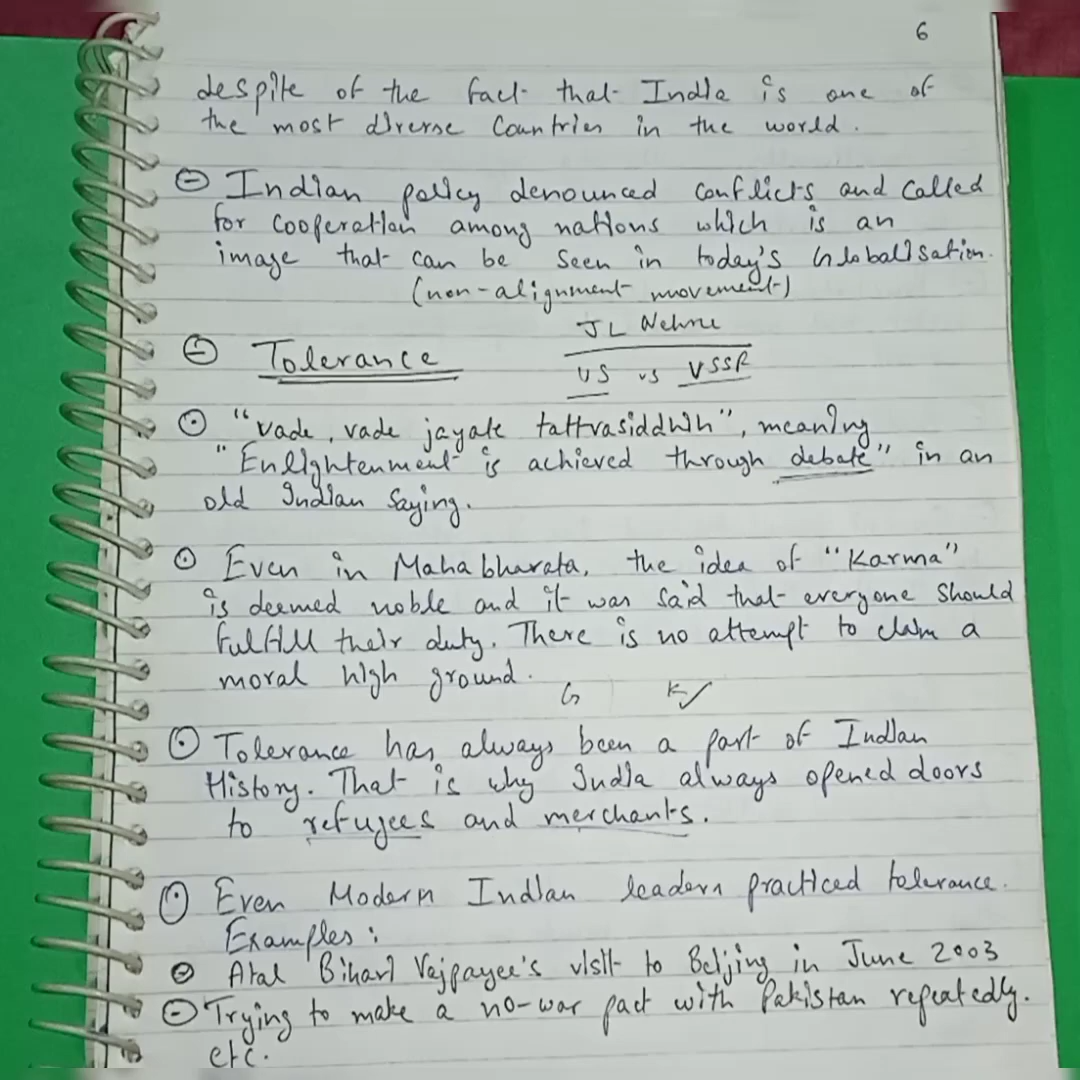 6
despite of the fact that India is one of
the most diverse Countries in the world.
Indian policy denounced conflicts and called
for cooperation among nations which is an
image that can be seen in today's Globalisation.
(non-alignment movement)
JL Nehru
Tolerance
US vs USSR
"vade, vade jayate tattvasiddhih", meaning
"Enlightenment is achieved through debate" in an
old Indian Saying.
Even in Mahabharata, the idea of "Karma"
is deemed noble and it was said that everyone should
fulfill their duty. There is no attempt to claim a
moral high ground.
G K
Tolerance has always been a part of Indian
History. That is why India always opened doors
to refugees and merchants.
Even Modern Indian leaders practiced tolerance.
Examples:
Atal Bihari Vajpayee's visit to Beijing in June 2003
Trying to make a no-war pact with Pakistan repeatedly.
etc.